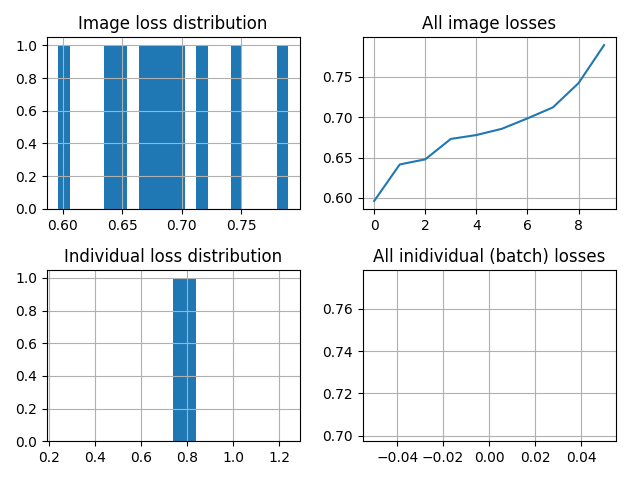 Image loss distribution
1.0
0.8
0.6
0.4
0.2
0.0
0.60 0.65 0.70 0.75
All image losses
0.75
0.70
0.65
0.60
0 2 4 6 8
Individual loss distribution
1.0
0.8
0.6
0.4
0.2
0.0
0.2 0.4 0.6 0.8 1.0 1.2
All inidividual (batch) losses
0.76
0.74
0.72
0.70
−0.04 −0.02 0.00 0.02 0.04